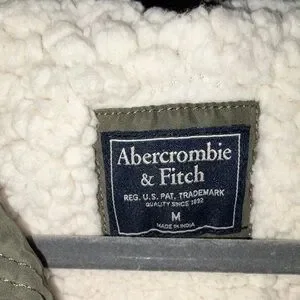 Abercrombie
& Fitch
REG. U.S. PAT. TRADEMARK
QUALITY SINCE 1892
M
MADE IN INDIA